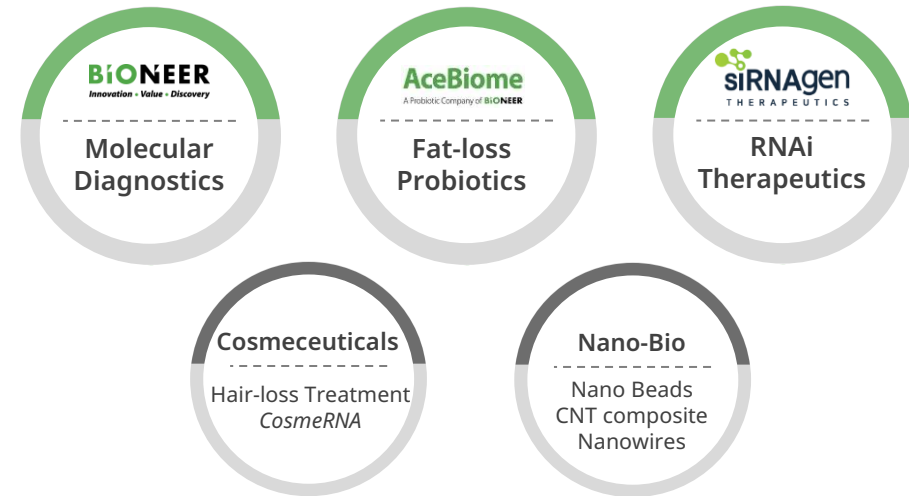 BIONEER
Innovation • Value • Discovery
Molecular
Diagnostics
AceBiome
A Probiotic Company of BIONEER
Fat-loss
Probiotics
siRNAgen
THERAPEUTICS
RNAi
Therapeutics
Cosmeceuticals
Hair-loss Treatment
CosmeRNA
Nano-Bio
Nano Beads
CNT composite
Nanowires